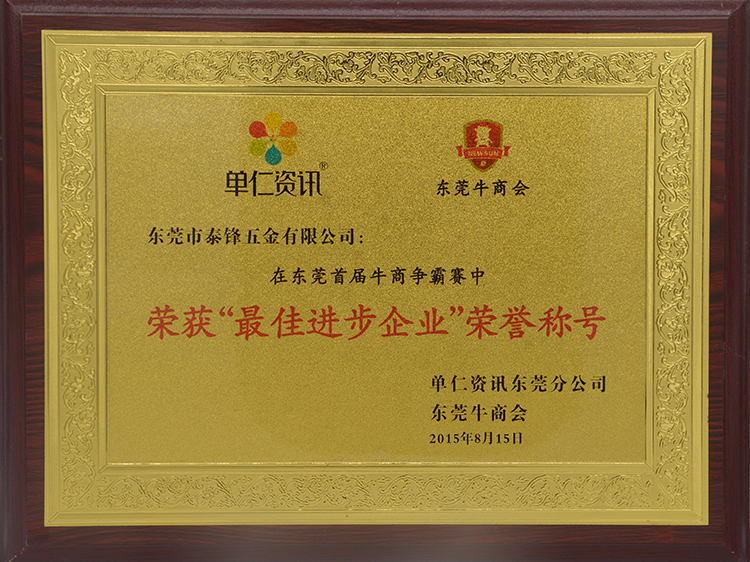 单仁资讯®
东莞牛商会
东莞市泰锋五金有限公司：
在东莞首届牛商争霸赛中
荣获“最佳进步企业”荣誉称号
单仁资讯东莞分公司
东莞牛商会
2015年8月15日